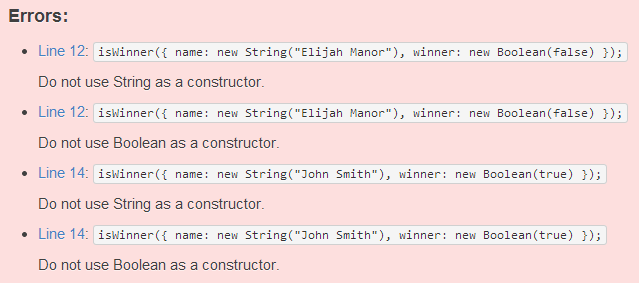 Errors:
Line 12: isWinner({ name: new String("Elijah Manor"), winner: new Boolean(false) });
Do not use String as a constructor.
Line 12: isWinner({ name: new String("Elijah Manor"), winner: new Boolean(false) });
Do not use Boolean as a constructor.
Line 14: isWinner({ name: new String("John Smith"), winner: new Boolean(true) });
Do not use String as a constructor.
Line 14: isWinner({ name: new String("John Smith"), winner: new Boolean(true) });
Do not use Boolean as a constructor.